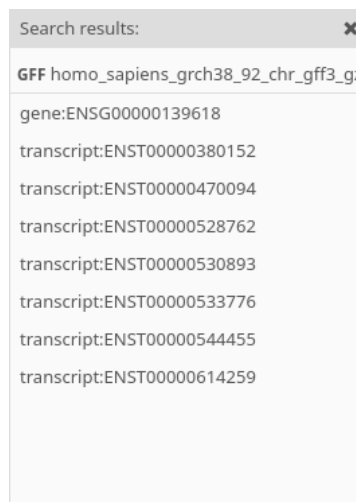 Search results:
GFF homo_sapiens_grch38_92_chr_gff3_gz
gene:ENSG00000139618
transcript:ENST00000380152
transcript:ENST00000470094
transcript:ENST00000528762
transcript:ENST00000530893
transcript:ENST00000533776
transcript:ENST00000544455
transcript:ENST00000614259